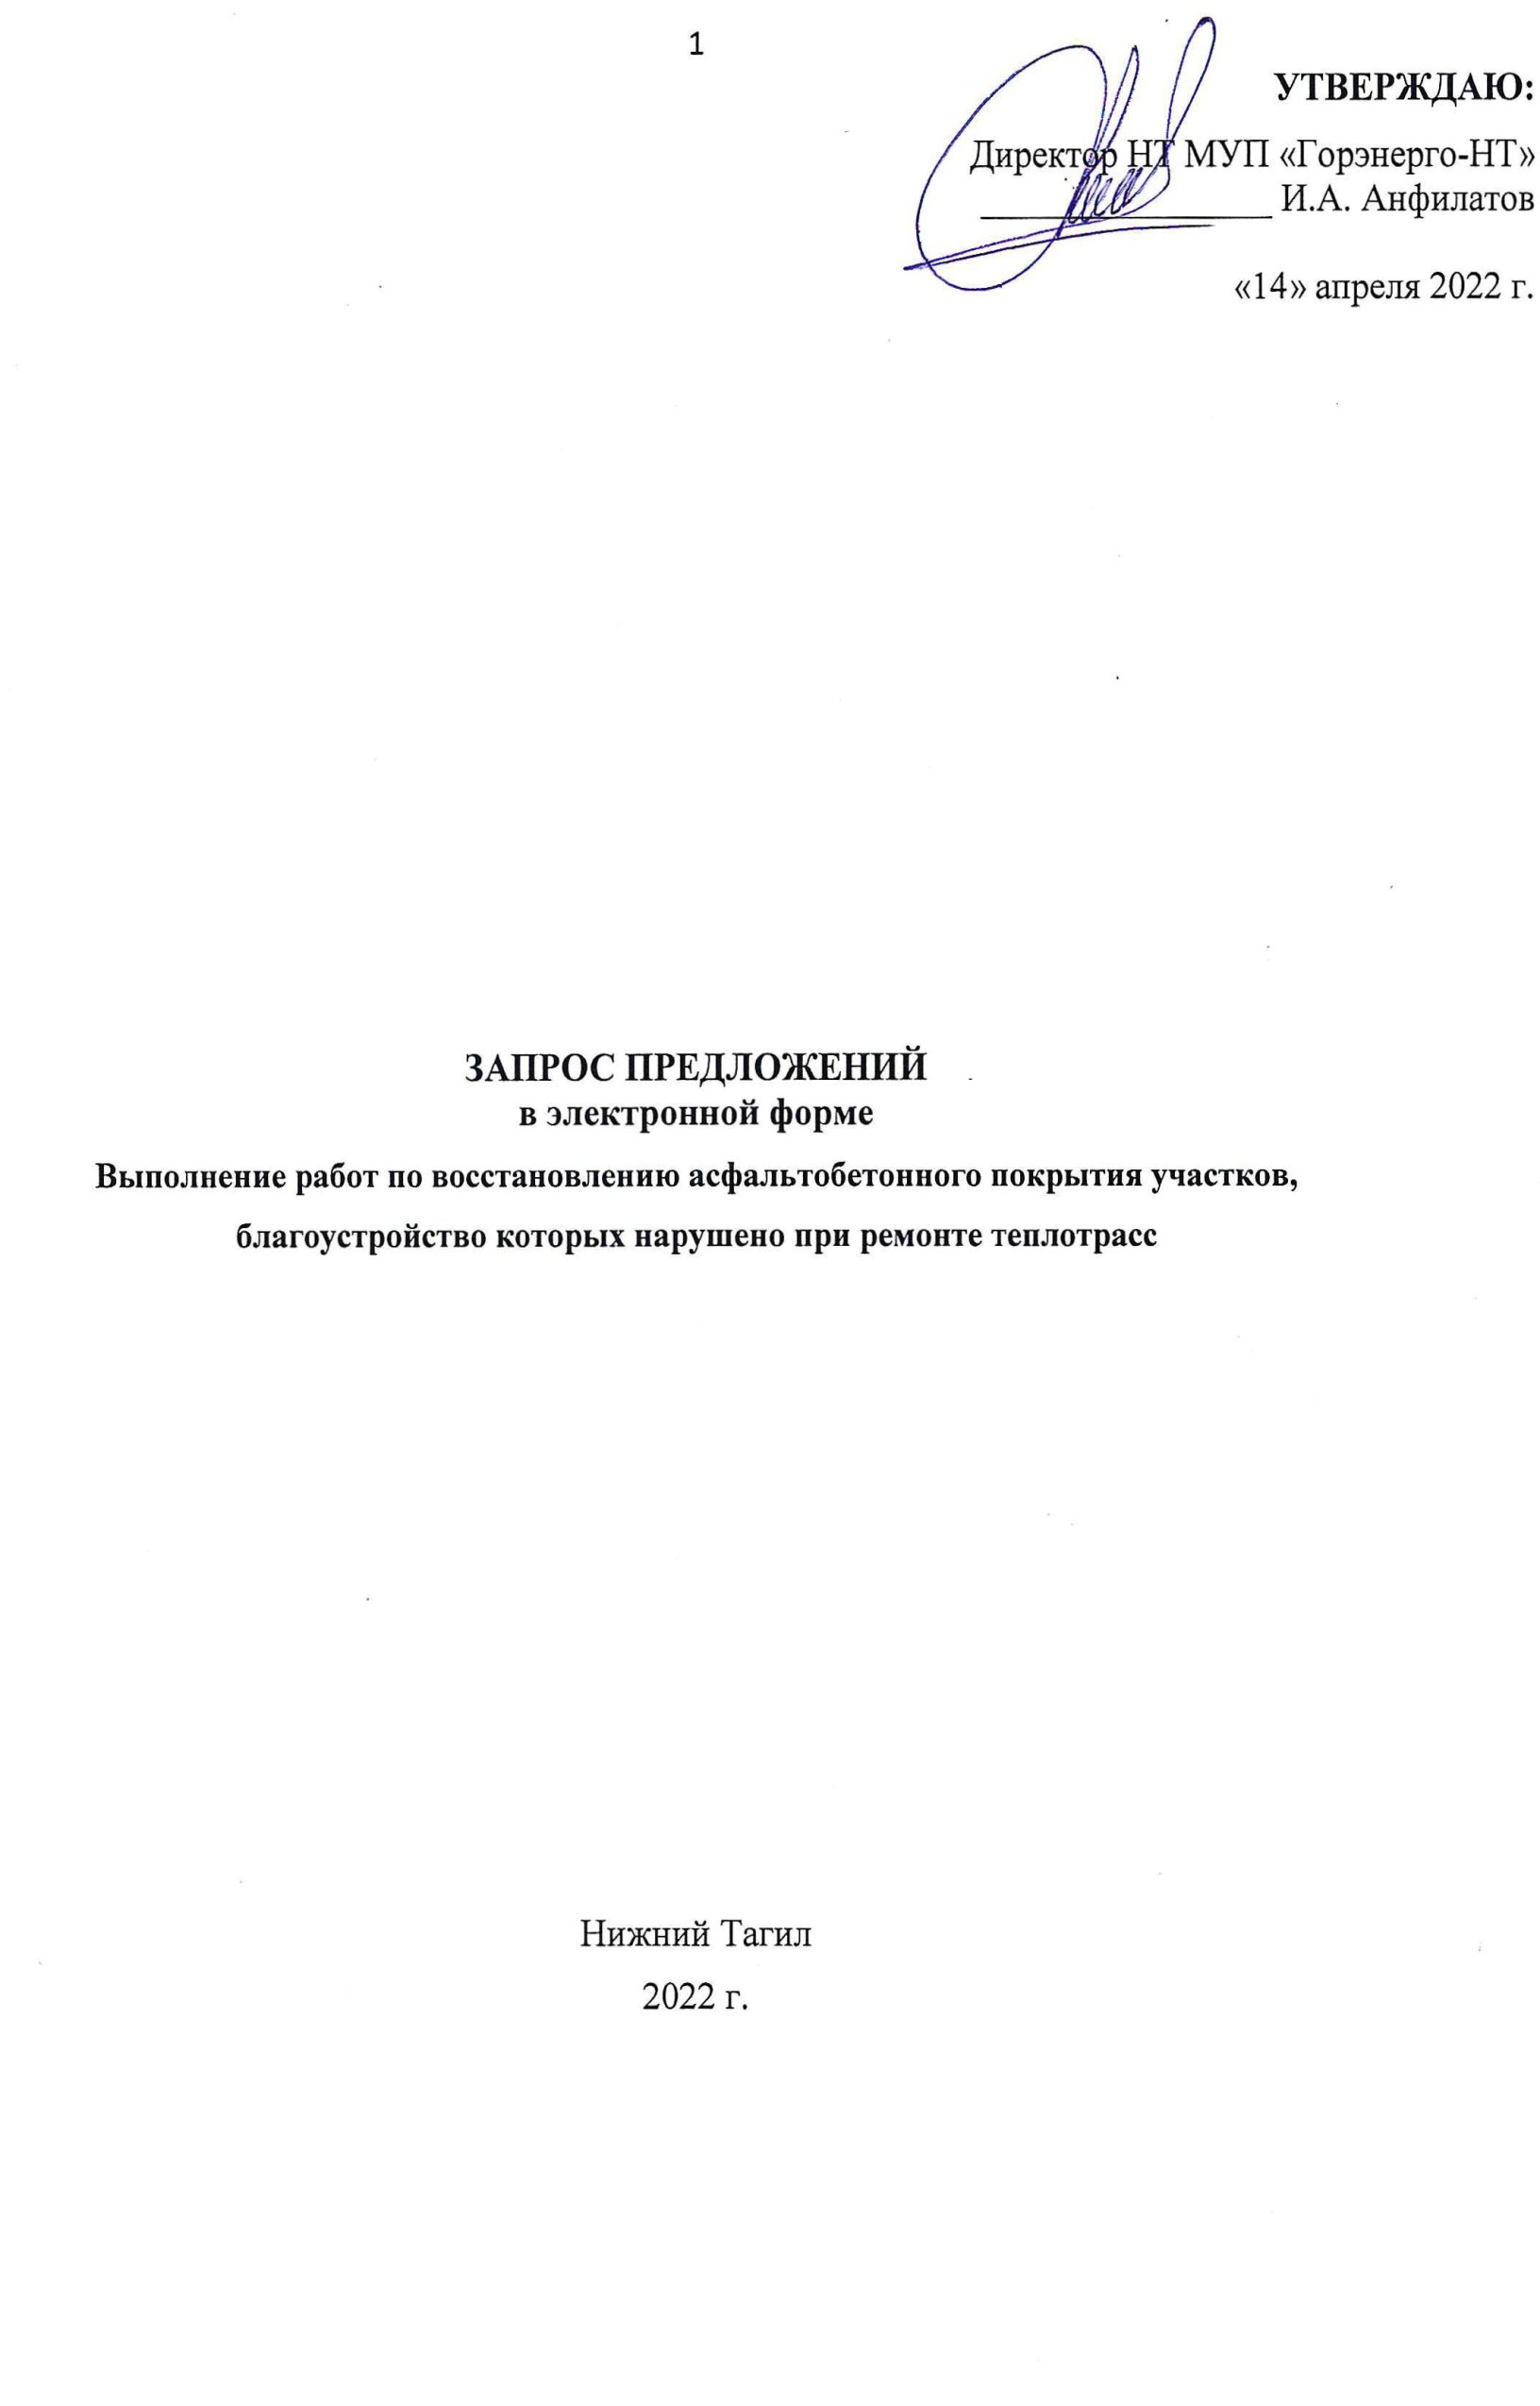 1
УТВЕРЖДАЮ:
Директор НТ МУП «Горэнерго-НТ»
И.А. Анфилатов
«14» апреля 2022 г.
ЗАПРОС ПРЕДЛОЖЕНИЙ
в электронной форме
Выполнение работ по восстановлению асфальтобетонного покрытия участков,
благоустройство которых нарушено при ремонте теплотрасс
Нижний Тагил
2022 г.